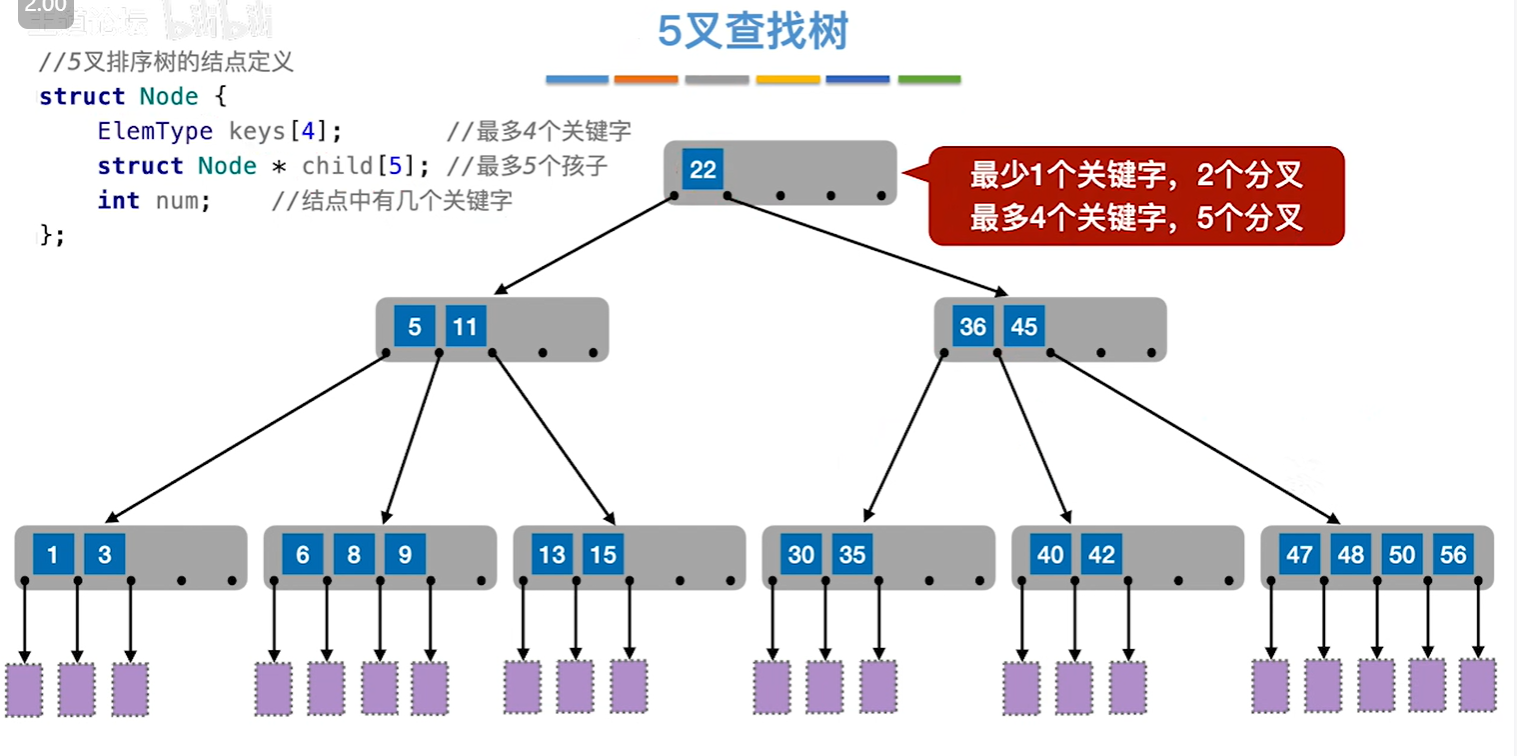 2.00
5叉查找树
//5叉排序树的结点定义
struct Node {
ElemType keys[4]; //最多4个关键字
struct Node * child[5]; //最多5个孩子
int num; //结点中有几个关键字
};
22
最少1个关键字，2个分叉
最多4个关键字，5个分叉
5 11
36 45
1 3
6 8 9
13 15
30 35
40 42
47 48 50 56